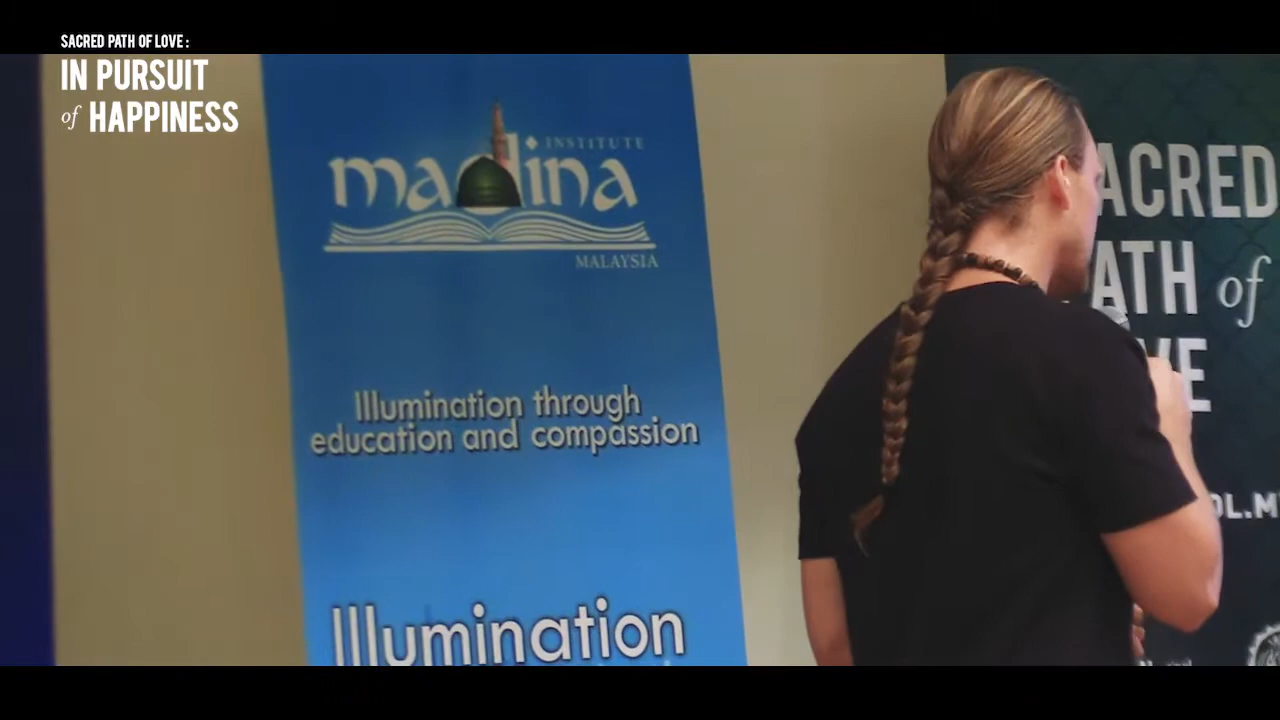 SACRED PATH OF LOVE :
IN PURSUIT
of HAPPINESS
INSTITUTE
madina
MALAYSIA
Illumination through
education and compassion
Illumination
ACRED
ATH of
VE
OL.M